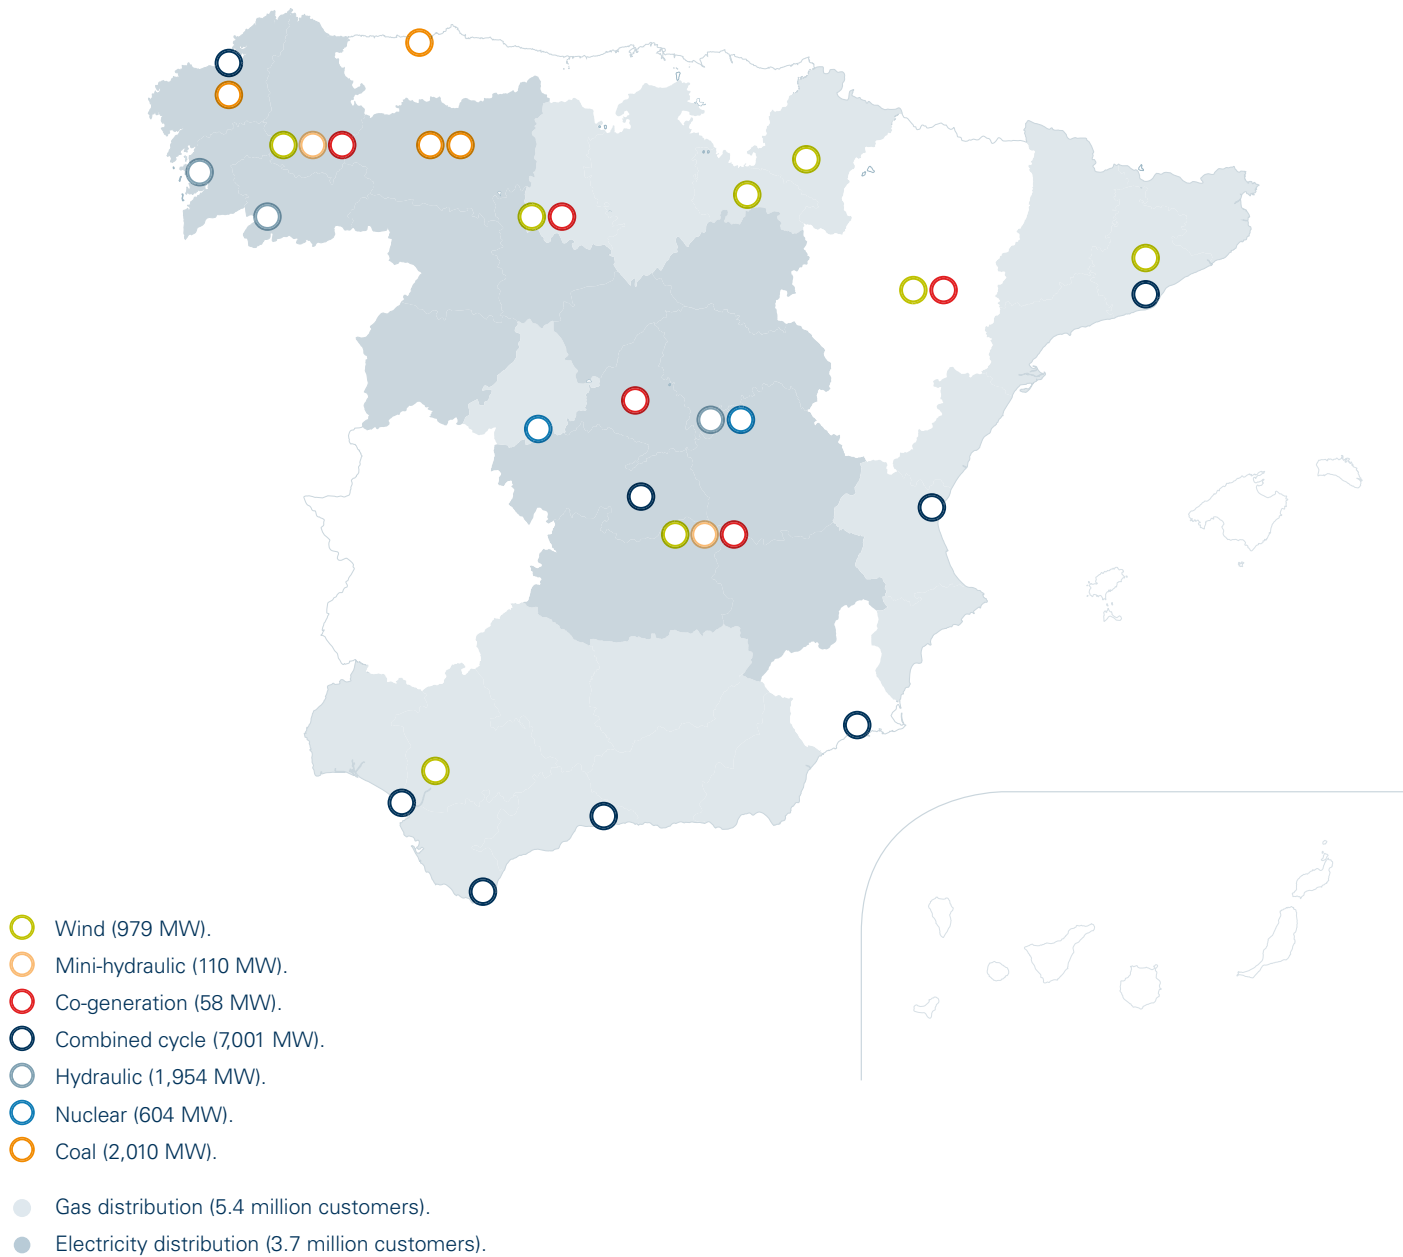 Wind (979 MW).
Mini-hydraulic (110 MW).
Co-generation (58 MW).
Combined cycle (7,001 MW).
Hydraulic (1,954 MW).
Nuclear (604 MW).
Coal (2,010 MW).
Gas distribution (5.4 million customers).
Electricity distribution (3.7 million customers).